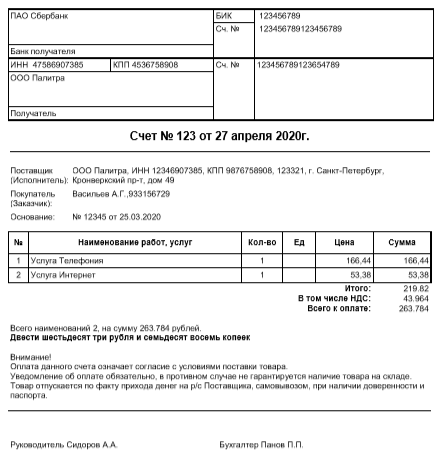 ПАО Сбербанк БИК 123456789
Сч. № 123456789123456789
Банк получателя
ИНН 47586907385 КПП 4536758908 Сч. № 123456789123654789
ООО Палитра
Получатель
Счет № 123 от 27 апреля 2020г.
Поставщик ООО Палитра, ИНН 12346907385, КПП 9876758908, 123321, г. Санкт-Петербург,
(Исполнитель): Кронверкский пр-т, дом 49
Покупатель Васильев А.Г.,933156729
(Заказчик):
Основание: № 12345 от 25.03.2020
№ Наименование работ, услуг Кол-во Ед Цена Сумма
1 Услуга Телефония 1 166,44 166,44
2 Услуга Интернет 1 53,38 53,38
Итого: 219.82
В том числе НДС: 43.964
Всего к оплате: 263.784
Всего наименований 2, на сумму 263.784 рублей.
Двести шестьдесят три рубля и семьдесят восемь копеек
Внимание!
Оплата данного счета означает согласие с условиями поставки товара.
Уведомление об оплате обязательно, в противном случае не гарантируется наличие товара на складе.
Товар отпускается по факту прихода денег на р/с Поставщика, самовывозом, при наличии доверенности и
паспорта.
Руководитель Сидоров А.А. Бухгалтер Панов П.П.